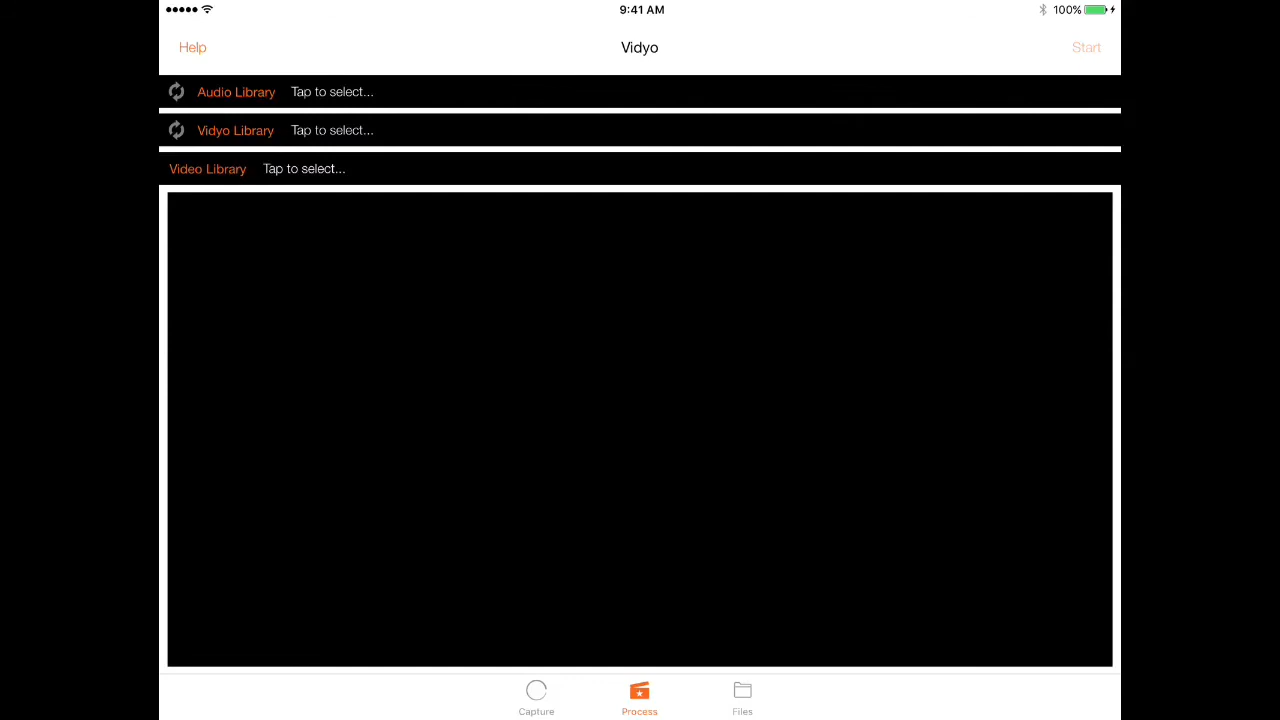 9:41 AM
100%
Help
Vidyo
Start
Audio Library Tap to select...
Vidyo Library Tap to select...
Video Library Tap to select...
Capture
Process
Files